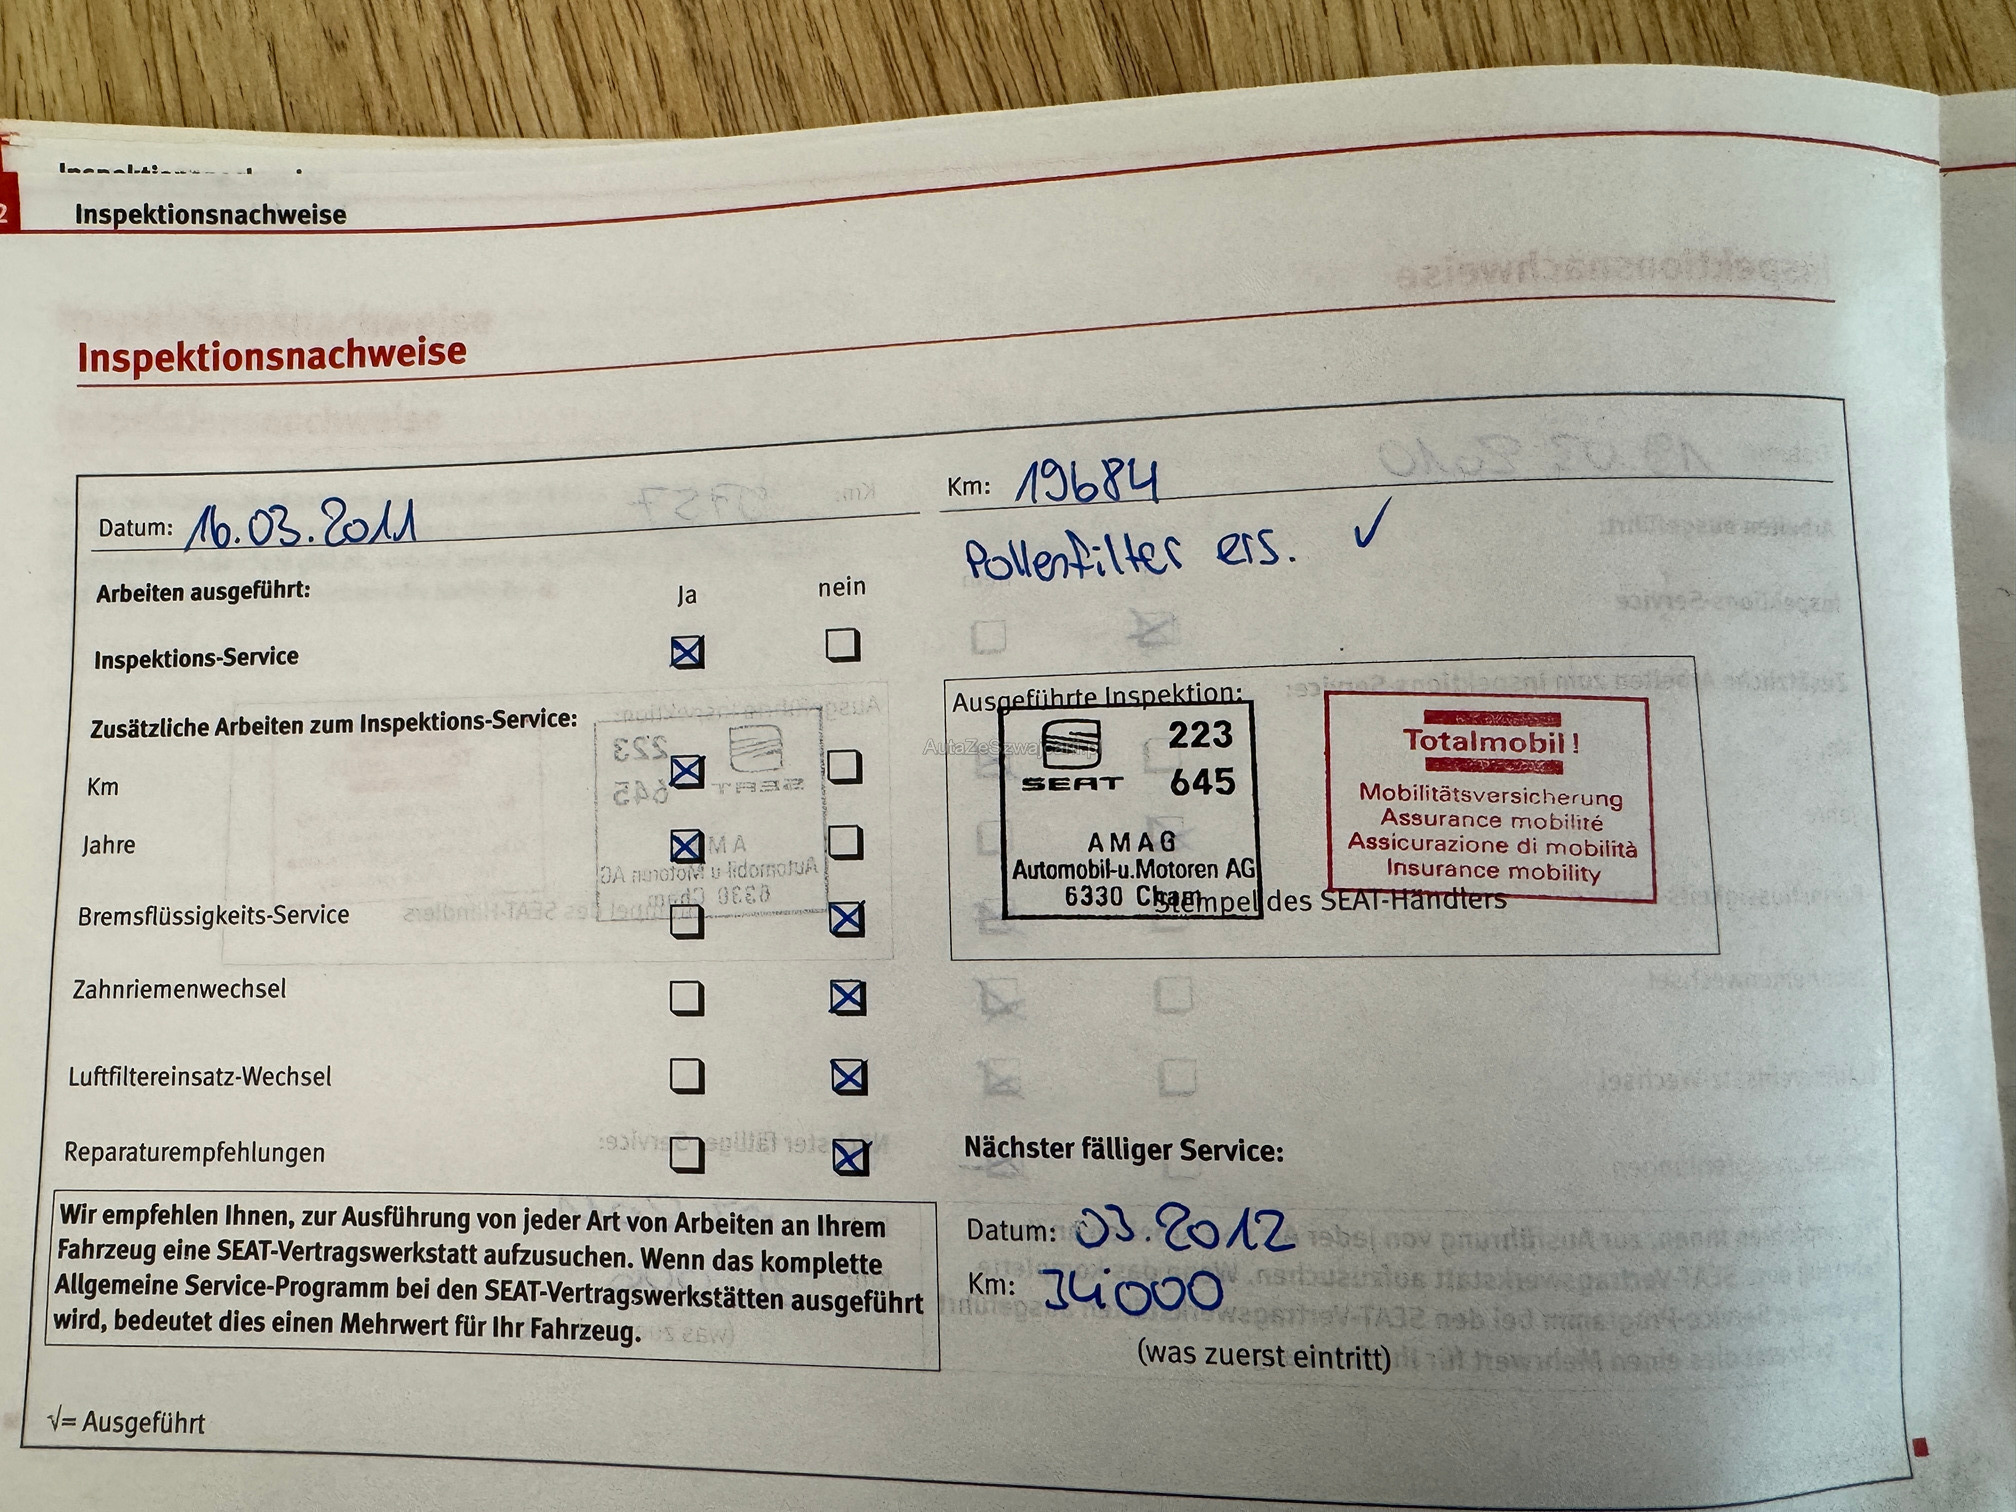 Inspektionsnachweise
Inspektionsnachweise
Datum: 16.03.2011
Km: 19684
Pollenfilter ers. ✓
Arbeiten ausgeführt:
Ja
nein
Inspektions-Service
Zusätzliche Arbeiten zum Inspektions-Service:
Km
Jahre
Bremsflüssigkeits-Service
Zahnriemenwechsel
Luftfiltereinsatz-Wechsel
Reparaturempfehlungen
Ausgeführte Inspektion:
SEAT
223
645
AMAG
Automobil-u.Motoren AG
6330 Cham
Totalmobil!
Mobilitätsversicherung
Assurance mobilité
Assicurazione di mobilità
Insurance mobility
Stempel des SEAT-Händlers
AutaZeSzwajcarii.pl
Wir empfehlen Ihnen, zur Ausführung von jeder Art von Arbeiten an Ihrem
Fahrzeug eine SEAT-Vertragswerkstatt aufzusuchen. Wenn das komplette
Allgemeine Service-Programm bei den SEAT-Vertragswerkstätten ausgeführt
wird, bedeutet dies einen Mehrwert für Ihr Fahrzeug.
Nächster fälliger Service:
Datum: 03.2012
Km: 34'000
(was zuerst eintritt)
√= Ausgeführt